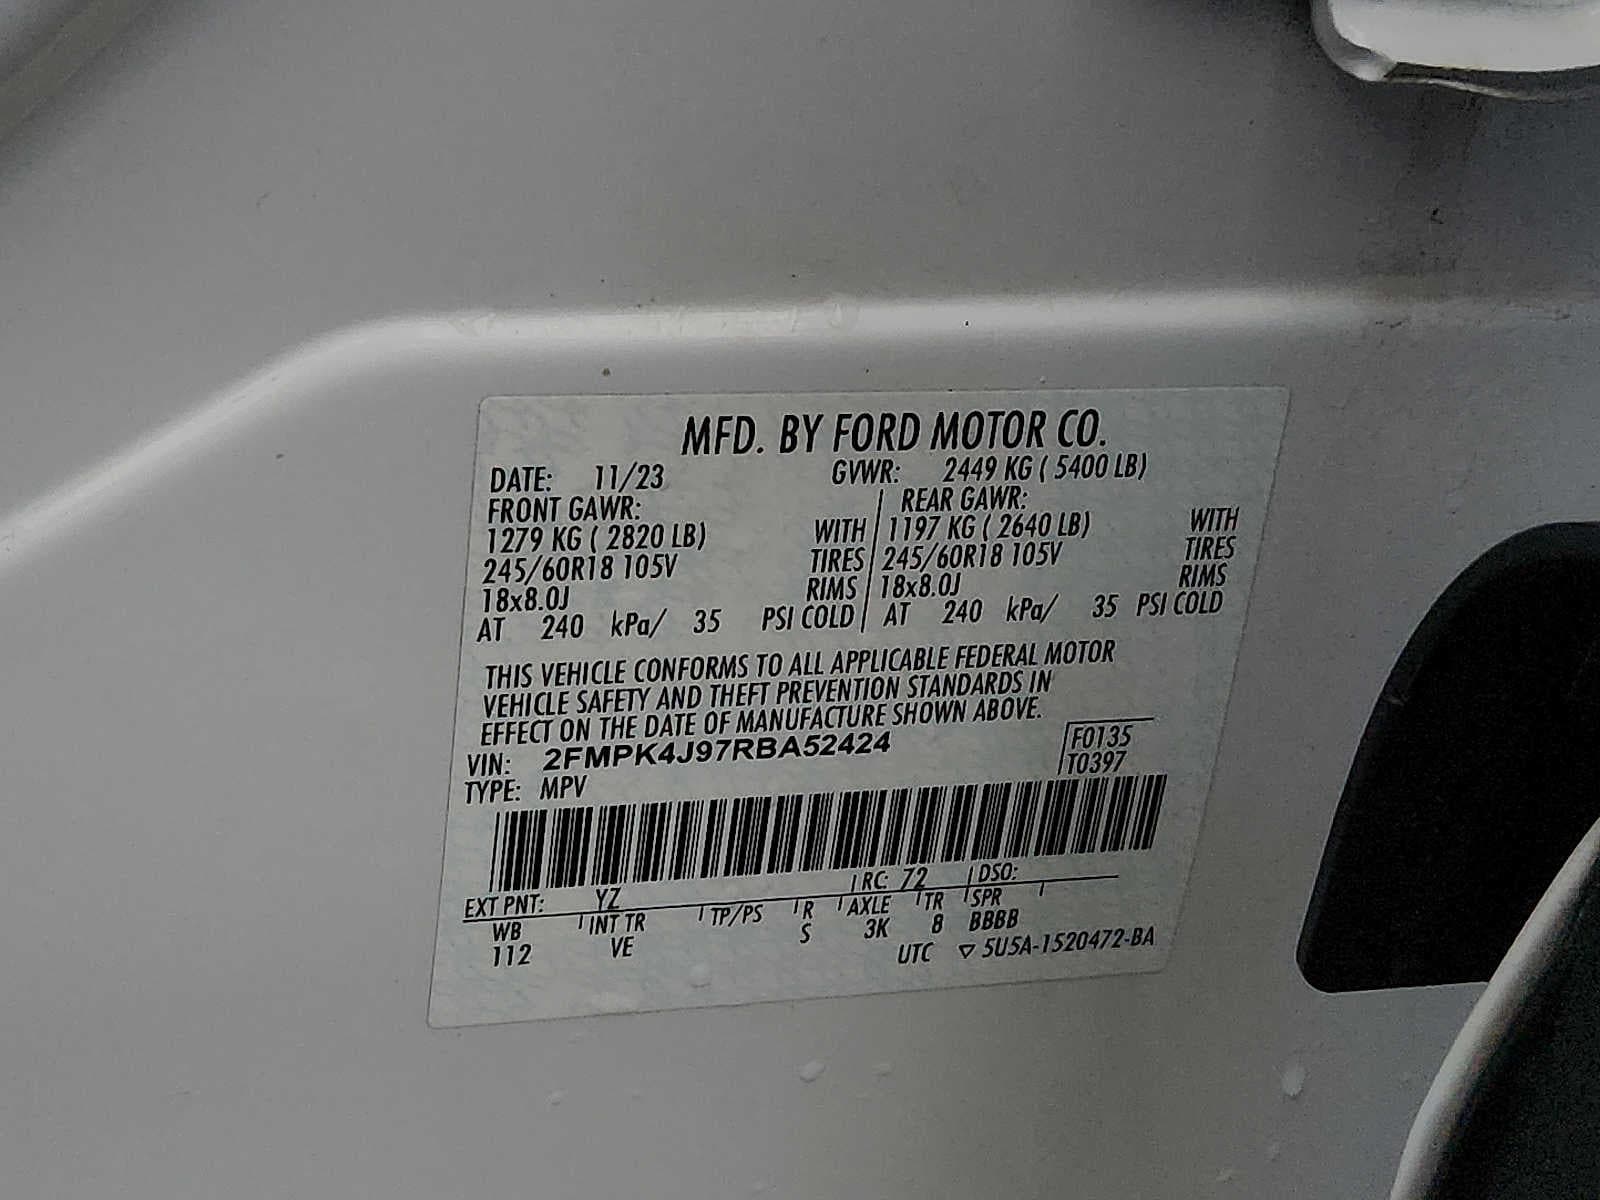 MFD. BY FORD MOTOR CO.
DATE: 11/23 GVWR: 2449 KG ( 5400 LB)
FRONT GAWR: REAR GAWR:
1279 KG ( 2820 LB) WITH 1197 KG ( 2640 LB) WITH
245/60R18 105V TIRES 245/60R18 105V TIRES
18x8.0J RIMS 18x8.0J RIMS
AT 240 kPa/ 35 PSI COLD AT 240 kPa/ 35 PSI COLD
THIS VEHICLE CONFORMS TO ALL APPLICABLE FEDERAL MOTOR
VEHICLE SAFETY AND THEFT PREVENTION STANDARDS IN
EFFECT ON THE DATE OF MANUFACTURE SHOWN ABOVE.
VIN: 2FMPK4J97RBA52424 F0135
TYPE: MPV T0397
EXT PNT: YZ RC: 72 DSO:
WB INT TR TP/PS R AXLE TR SPR
112 VE S 3K 8 BBBB
UTC ▽ 5U5A-1520472-BA